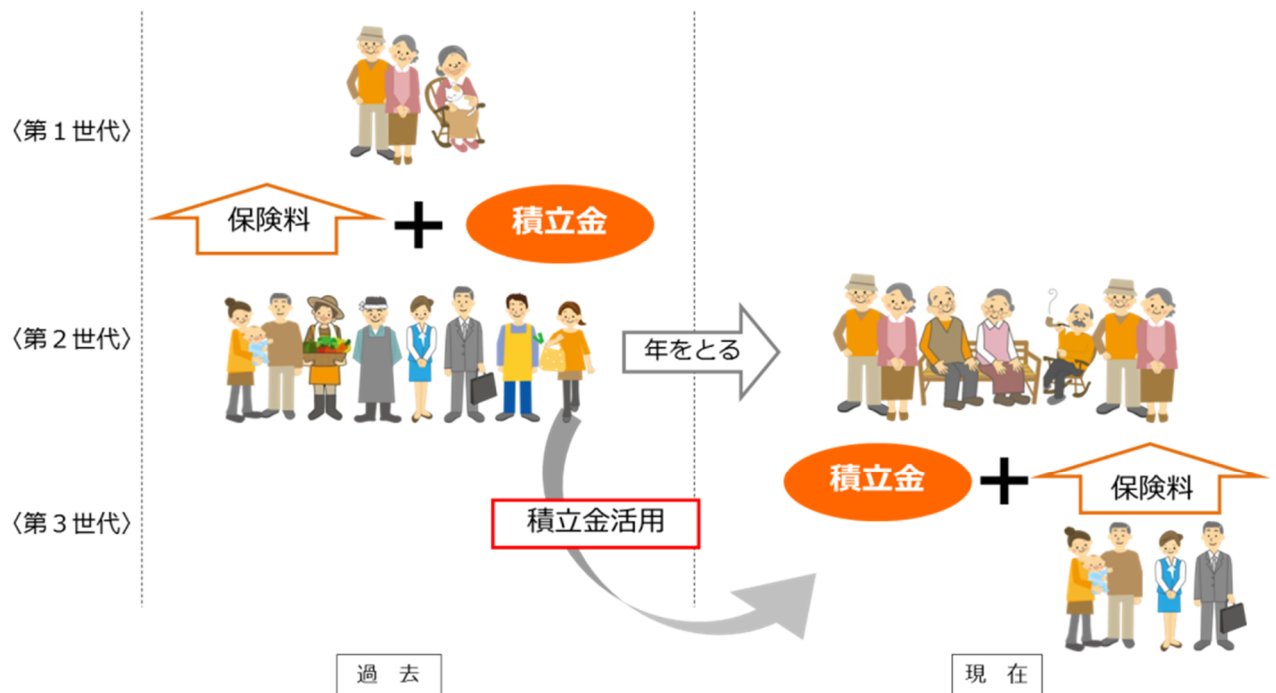 〈第１世代〉
保険料
＋
積立金
〈第２世代〉
年をとる
積立金
＋
保険料
〈第３世代〉
積立金活用
過　去
現　在